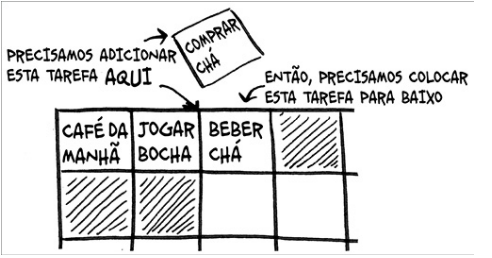 COMPRAR
CHÁ
PRECISAMOS ADICIONAR
ESTA TAREFA AQUI
ENTÃO, PRECISAMOS COLOCAR
ESTA TAREFA PARA BAIXO
CAFÉ DA
MANHÃ
JOGAR
BOCHA
BEBER
CHÁ